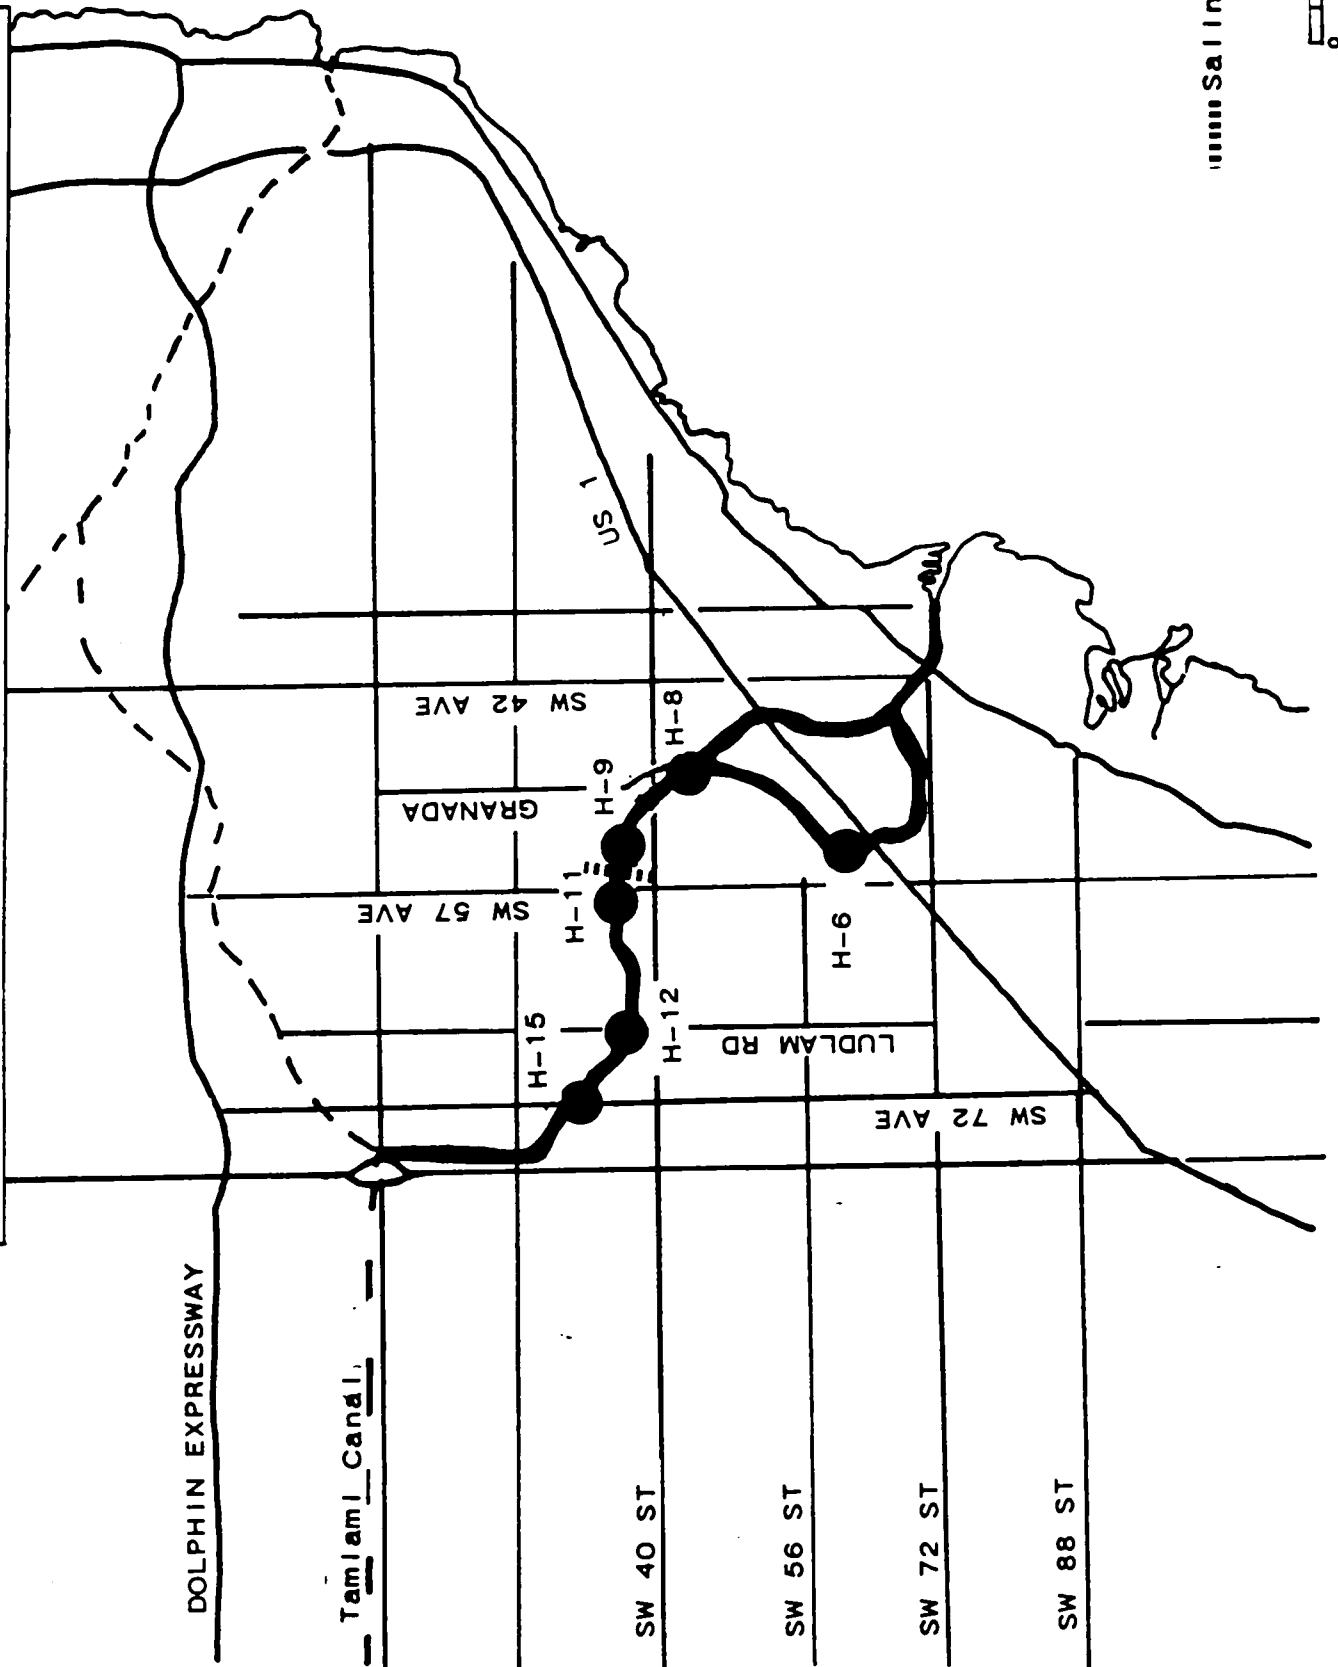 Salin
0
US 1
SW 42 AVE
H-8
H-9
GRANADA
H-11
SW 57 AVE
H-6
H-15
H-12
LUDLAM RD
SW 72 AVE
DOLPHIN EXPRESSWAY
Tamiami Canal
SW 40 ST
SW 56 ST
SW 72 ST
SW 88 ST